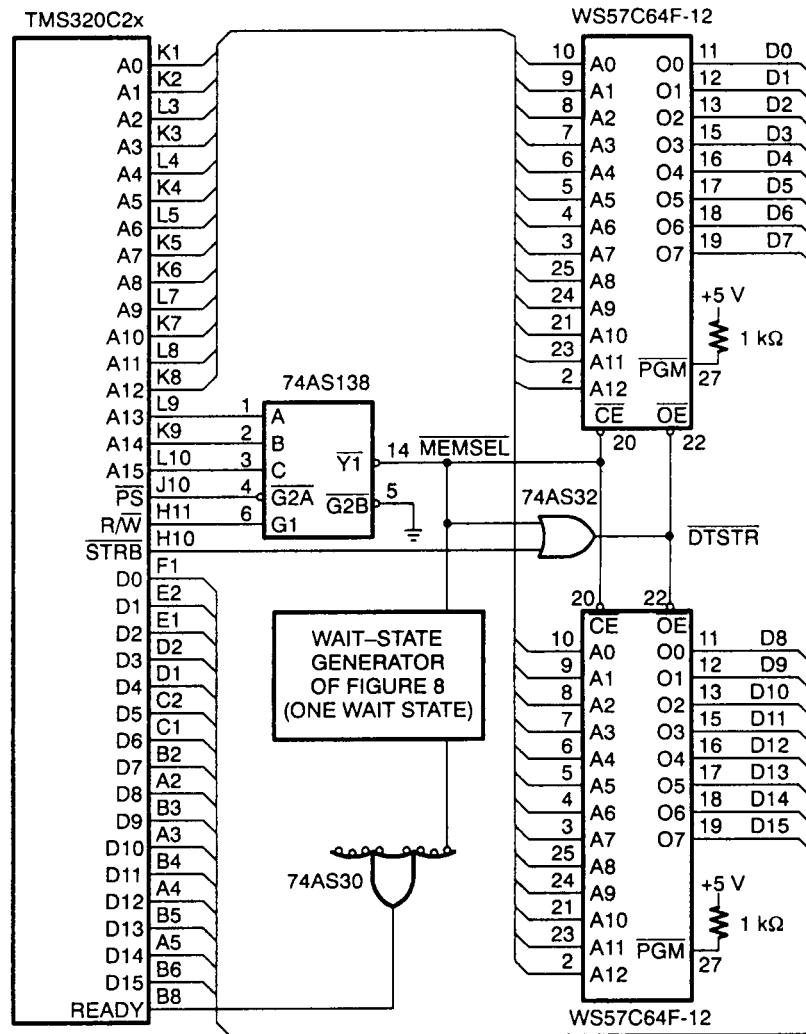 TMS320C2x
A0 K1
A1 K2
A2 L3
A3 K3
A4 L4
A5 K4
A6 L5
A7 K5
A8 K6
A9 L7
A10 K7
A11 L8
A12 K8
A13 L9
A14 K9
A15 L10
PS J10
R/W H11
STRB H10
D0 F1
D1 E2
D2 E1
D3 D2
D4 D1
D5 C2
D6 C1
D7 B2
D8 A2
D9 B3
D10 A3
D11 B4
D12 A4
D13 B5
D14 A5
D15 B6
READY B8
74AS138
1 A
2 B
3 C
4 G2A
6 G1
Y1 14
G2B 5
MEMSEL
74AS32
DTSTR
WAIT–STATE
GENERATOR
OF FIGURE 8
(ONE WAIT STATE)
74AS30
WS57C64F-12
10 A0 O0 11 D0
9 A1 O1 12 D1
8 A2 O2 13 D2
7 A3 O3 15 D3
6 A4 O4 16 D4
5 A5 O5 17 D5
4 A6 O6 18 D6
3 A7 O7 19 D7
25 A8
24 A9
21 A10
23 A11
2 A12
+5 V
1 kΩ
PGM 27
CE OE
20 22
20 22
CE OE
10 A0 O0 11 D8
9 A1 O1 12 D9
8 A2 O2 13 D10
7 A3 O3 15 D11
6 A4 O4 16 D12
5 A5 O5 17 D13
4 A6 O6 18 D14
3 A7 O7 19 D15
25 A8
24 A9
21 A10
23 A11
2 A12
+5 V
1 kΩ
PGM 27
WS57C64F-12